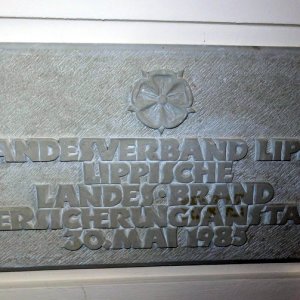 ANDESVERBAND LIP
LIPPISCHE
LANDES·BRAND
ERSICHERUNGSANSTA
30.MAI 1985